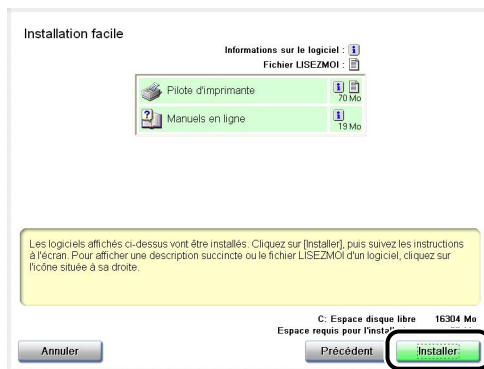 Installation facile
Informations sur le logiciel :
Fichier LISEZMOI :
Pilote d'imprimante
70 Mo
Manuels en ligne
19 Mo
Les logiciels affichés ci-dessus vont être installés. Cliquez sur [Installer], puis suivez les instructions
à l'écran. Pour afficher une description succincte ou le fichier LISEZMOI d'un logiciel, cliquez sur
l'icône située à sa droite.
C: Espace disque libre 16304 Mo
Espace requis pour
Annuler Précédent Installer